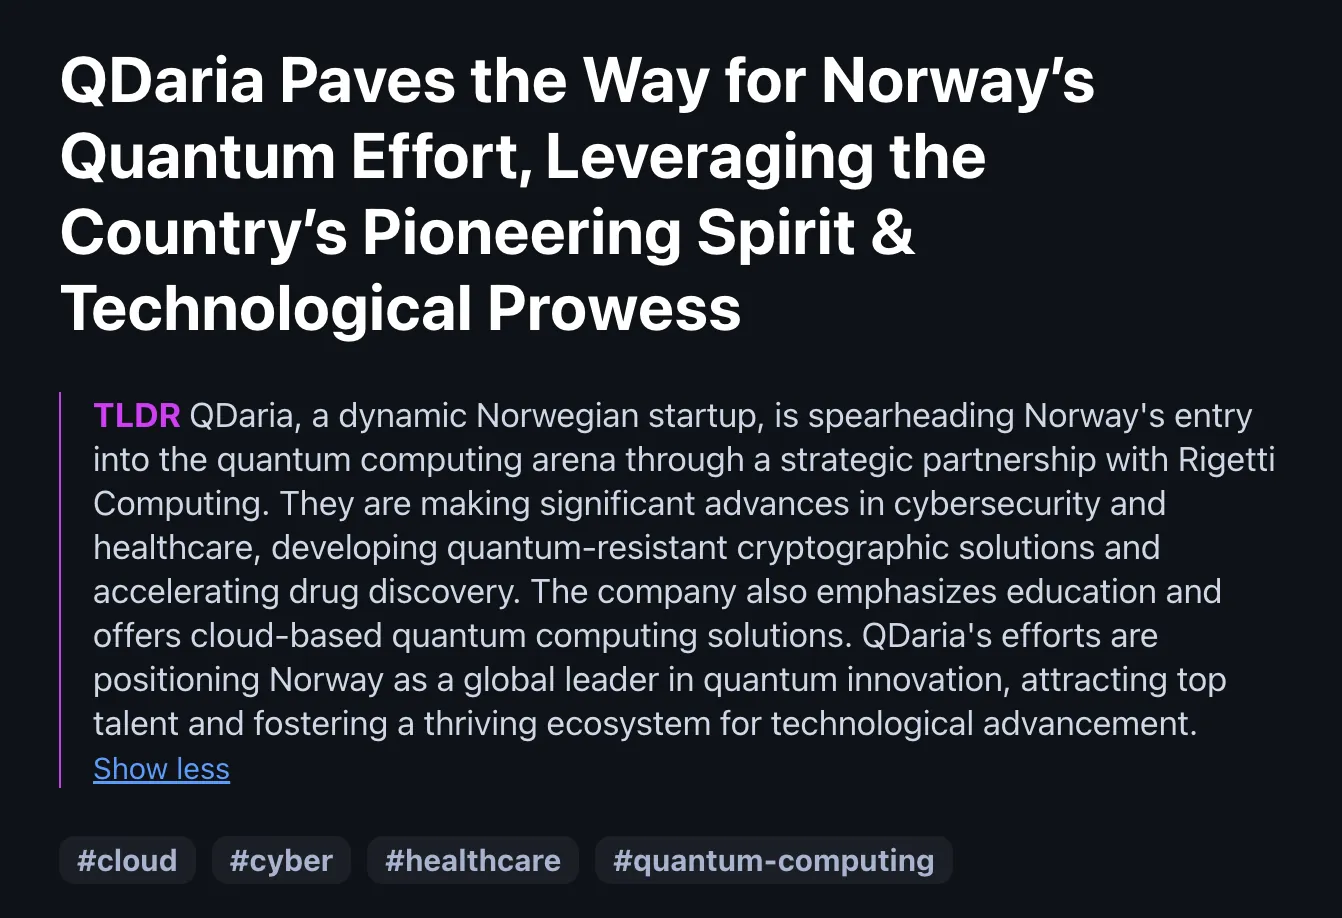 QDaria Paves the Way for Norway’s
Quantum Effort, Leveraging the
Country’s Pioneering Spirit &
Technological Prowess
TLDR QDaria, a dynamic Norwegian startup, is spearheading Norway's entry
into the quantum computing arena through a strategic partnership with Rigetti
Computing. They are making significant advances in cybersecurity and
healthcare, developing quantum-resistant cryptographic solutions and
accelerating drug discovery. The company also emphasizes education and
offers cloud-based quantum computing solutions. QDaria's efforts are
positioning Norway as a global leader in quantum innovation, attracting top
talent and fostering a thriving ecosystem for technological advancement.
Show less
#cloud #cyber #healthcare #quantum-computing